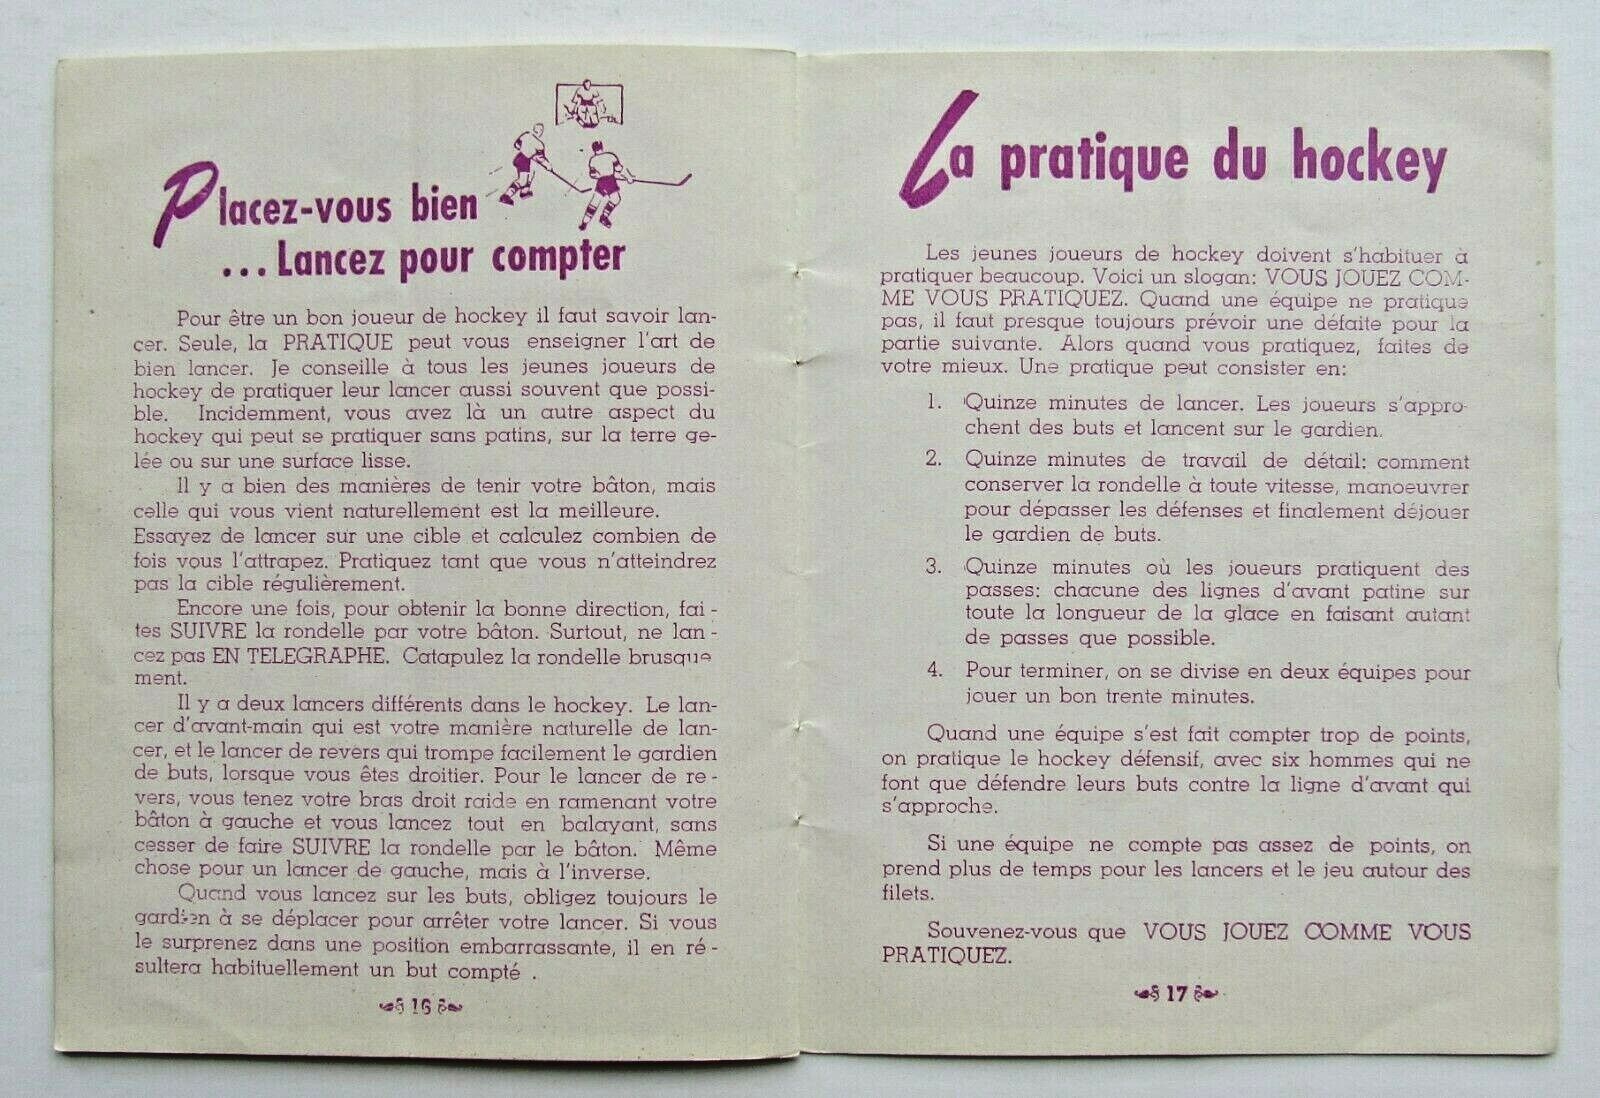 Placez-vous bien
... Lancez pour compter
Pour être un bon joueur de hockey il faut savoir lan-
cer. Seule, la PRATIQUE peut vous enseigner l'art de
bien lancer. Je conseille à tous les jeunes joueurs de
hockey de pratiquer leur lancer aussi souvent que possi-
ble. Incidemment, vous avez là un autre aspect du
hockey qui peut se pratiquer sans patins, sur la terre ge-
lée ou sur une surface lisse.
Il y a bien des manières de tenir votre bâton, mais
celle qui vous vient naturellement est la meilleure.
Essayez de lancer sur une cible et calculez combien de
fois vous l'attrapez. Pratiquez tant que vous n'atteindrez
pas la cible régulièrement.
Encore une fois, pour obtenir la bonne direction, fai -
tes SUIVRE la rondelle par votre bâton. Surtout, ne lan -
cez pas EN TELEGRAPHE. Catapulez la rondelle brusque
ment.
Il y a deux lancers différents dans le hockey. Le lan-
cer d'avant-main qui est votre manière naturelle de lan-
cer, et le lancer de revers qui trompe facilement le gardien
de buts, lorsque vous êtes droitier. Pour le lancer de re -
vers, vous tenez votre bras droit raide en ramenant votre
bâton à gauche et vous lancez tout en balayant, sans
cesser de faire SUIVRE la rondelle par le bâton. Même
chose pour un lancer de gauche, mais à l'inverse.
Quand vous lancez sur les buts, obligez toujours le
gardien à se déplacer pour arrêter votre lancer. Si vous
le surprenez dans une position embarrassante, il en ré -
sultera habituellement un but compté .
16
La pratique du hockey
Les jeunes joueurs de hockey doivent s'habituer à
pratiquer beaucoup. Voici un slogan: VOUS JOUEZ COM-
ME VOUS PRATIQUEZ. Quand une équipe ne pratique
pas, il faut presque toujours prévoir une défaite pour la
partie suivante. Alors quand vous pratiquez, faites de
votre mieux. Une pratique peut consister en:
1. Quinze minutes de lancer. Les joueurs s'appro-
chent des buts et lancent sur le gardien.
2. Quinze minutes de travail de détail: comment
conserver la rondelle à toute vitesse, manoeuvrer
pour dépasser les défenses et finalement déjouer
le gardien de buts.
3. Quinze minutes où les joueurs pratiquent des
passes: chacune des lignes d'avant patine sur
toute la longueur de la glace en faisant autant
de passes que possible.
4. Pour terminer, on se divise en deux équipes pour
jouer un bon trente minutes.
Quand une équipe s'est fait compter trop de points,
on pratique le hockey défensif, avec six hommes qui ne
font que défendre leurs buts contre la ligne d'avant qui
s'approche.
Si une équipe ne compte pas assez de points, on
prend plus de temps pour les lancers et le jeu autour des
filets.
Souvenez-vous que VOUS JOUEZ COMME VOUS
PRATIQUEZ.
17